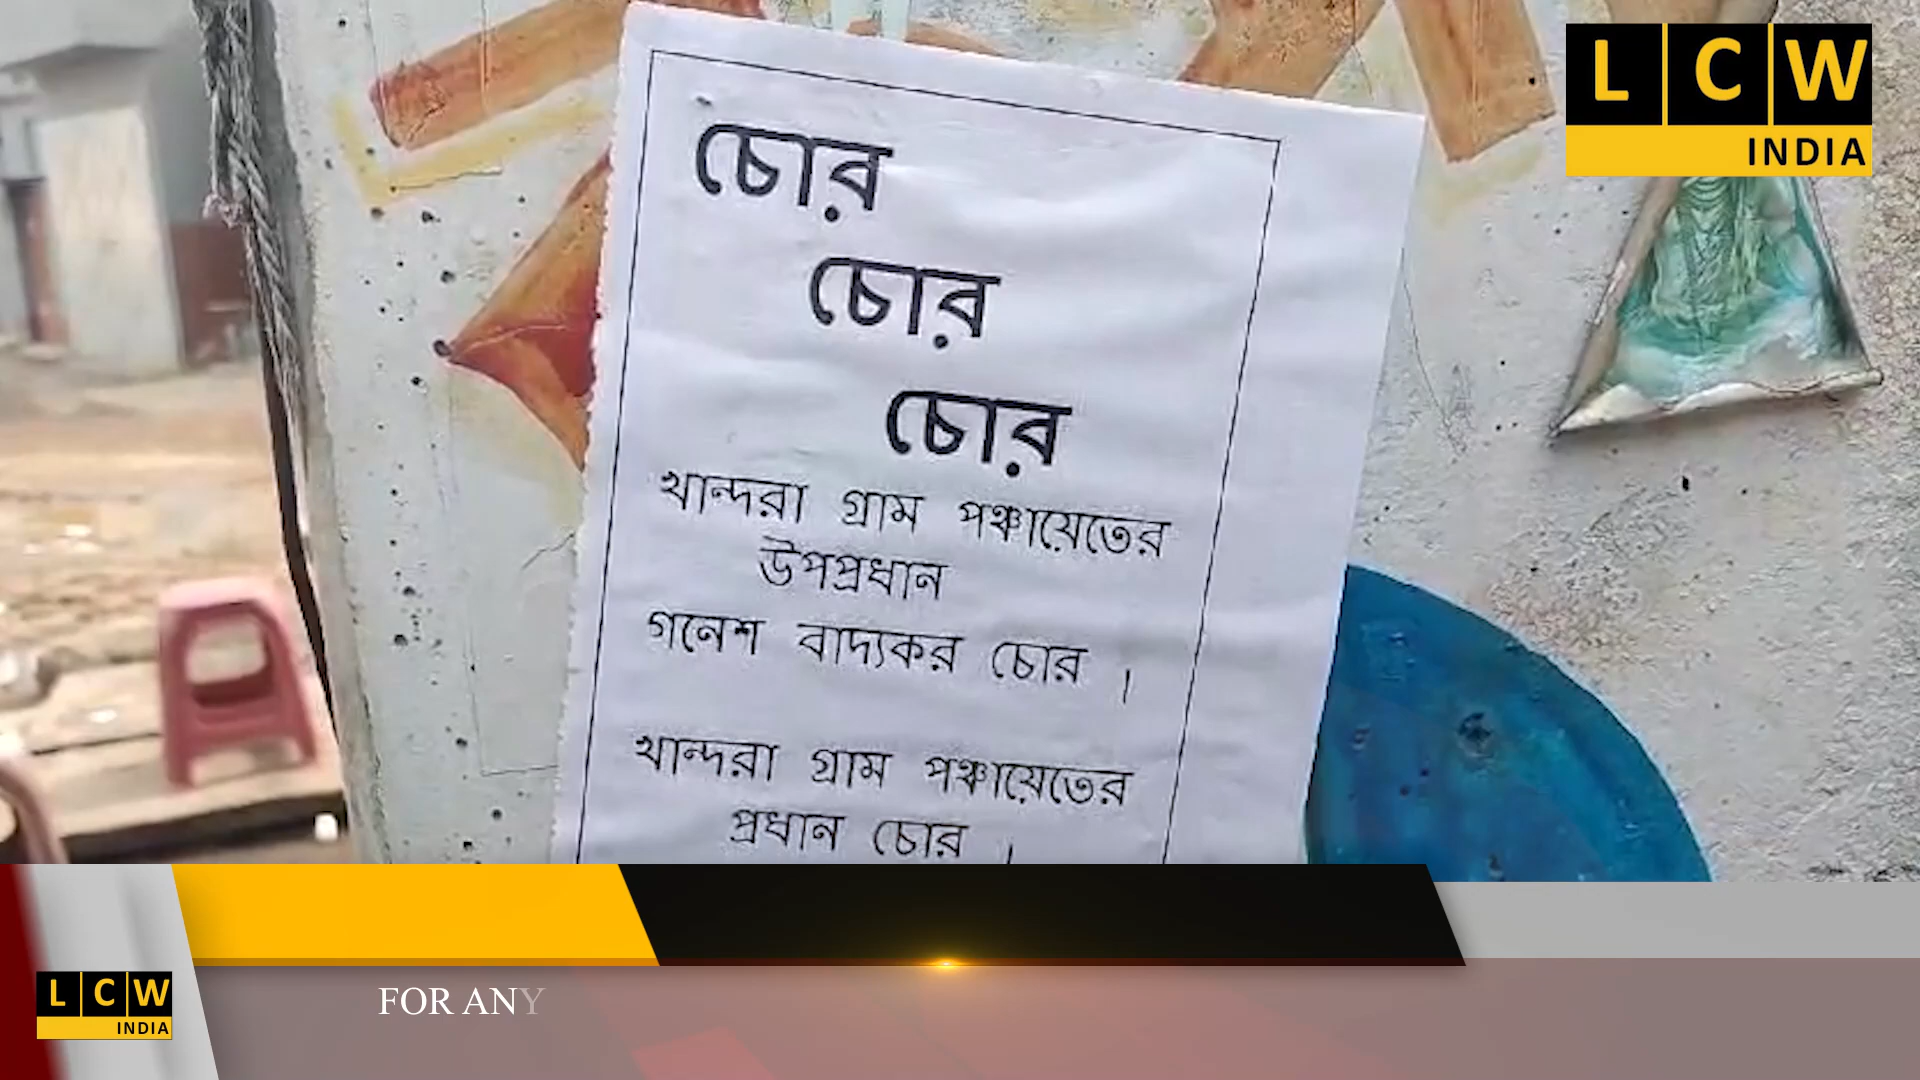 L C W
INDIA
চোর
চোর
চোর
খান্দরা গ্রাম পঞ্চায়েতের
উপপ্রধান
গনেশ বাদ্যকর চোর ।
খান্দরা গ্রাম পঞ্চায়েতের
প্রধান চোর ।
L C W
INDIA
FOR ANY